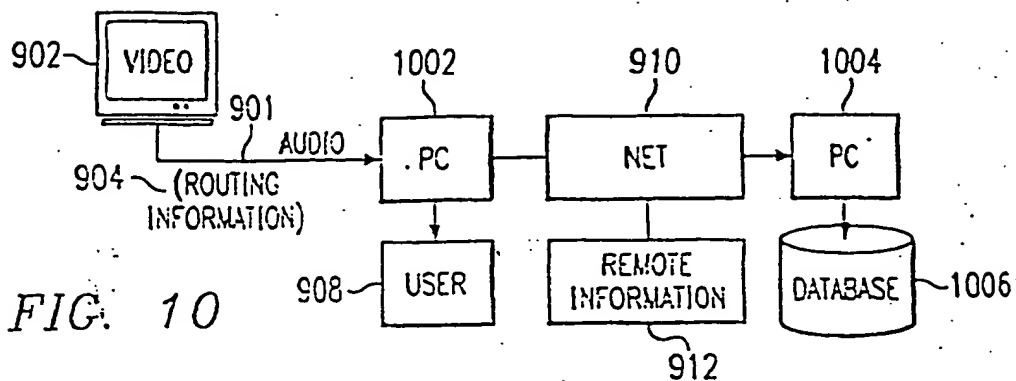 902
VIDEO
901
AUDIO
904
(ROUTING
INFORMATION)
1002
PC
910
NET
1004
PC
908
USER
REMOTE
INFORMATION
912
DATABASE
1006
FIG. 10